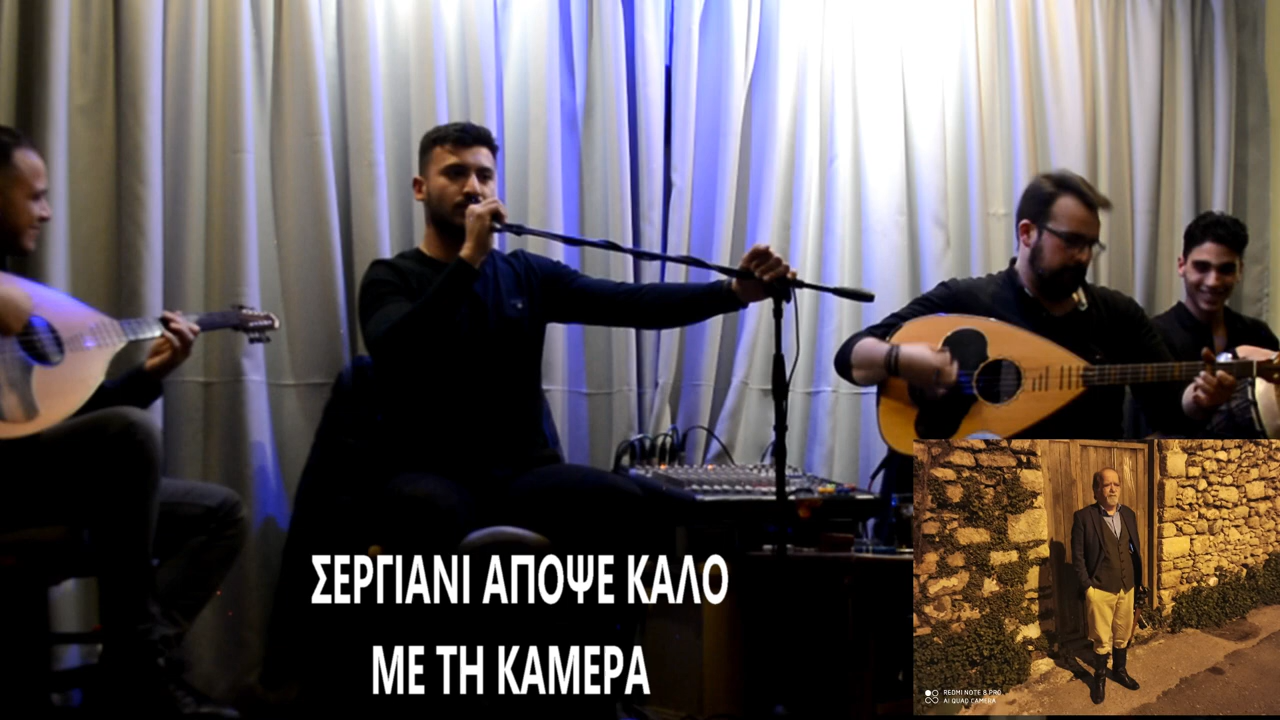 ΣΕΡΓΙΑΝΙ ΑΠΟΨΕ ΚΑΛΟ
ΜΕ ΤΗ ΚΑΜΕΡΑ
REDMI NOTE 8 PRO
AI QUAD CAMERA